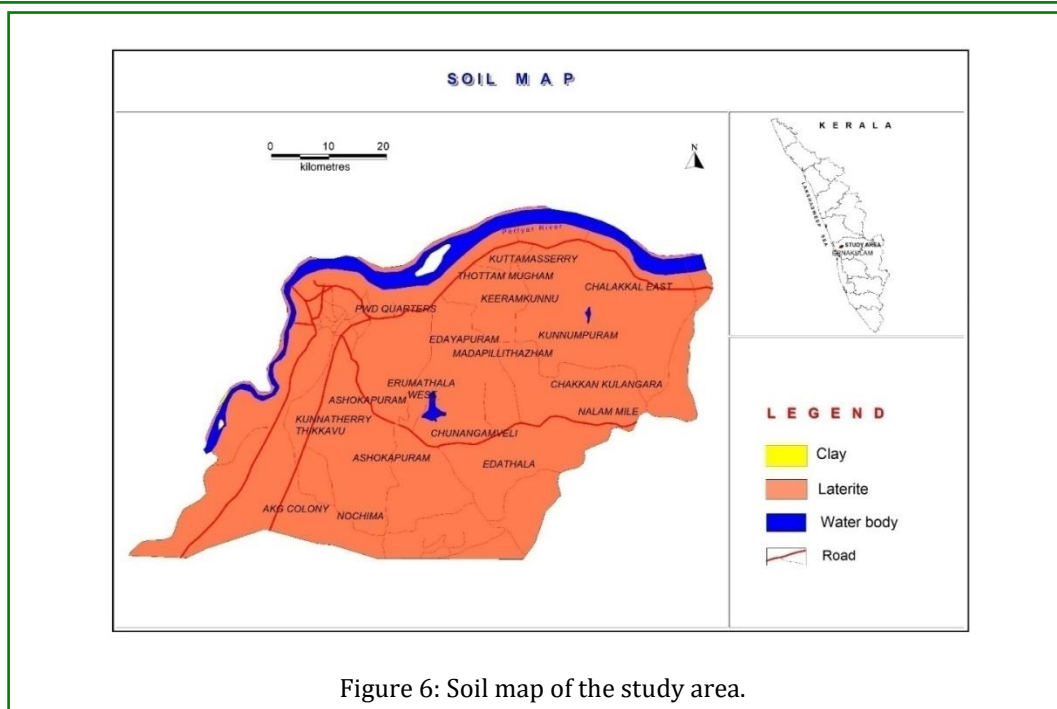 SOIL MAP
0 10 20
kilometres
N
KERALA
LAKSHADWEEP SEA
STUDY AREA
ERNAKULAM
Periyar River
KUTTAMASSERRY
THOTTAM MUGHAM
CHALAKKAL EAST
KEERAMKUNNU
PWD QUARTERS
EDAYAPURAM
KUNNUMPURAM
MADAPILLITHAZHAM
ERUMATHALA
WEST
CHAKKAN KULANGARA
ASHOKAPURAM
NALAM MILE
KUNNATHERRY
THIKKAVU
CHUNANGAMVELI
ASHOKAPURAM
EDATHALA
AKG COLONY
NOCHIMA
LEGEND
Clay
Laterite
Water body
Road
Figure 6: Soil map of the study area.